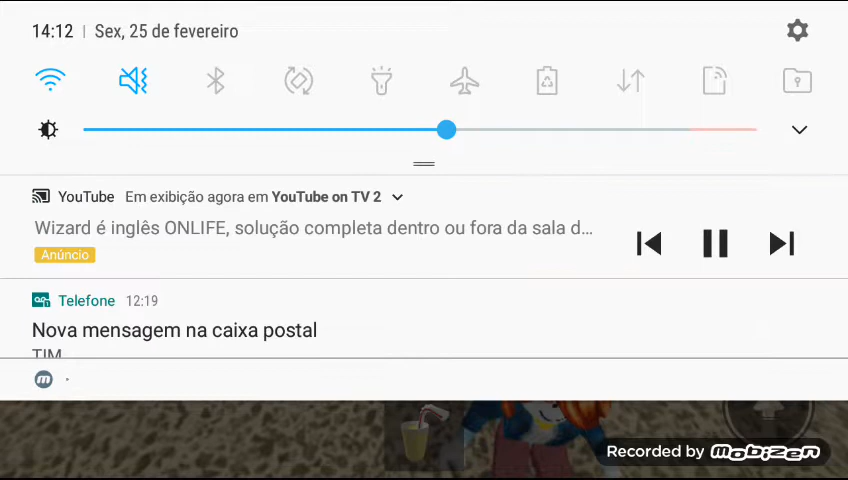 14:12 | Sex, 25 de fevereiro
YouTube Em exibição agora em YouTube on TV 2
Wizard é inglês ONLIFE, solução completa dentro ou fora da sala d...
Anúncio
Telefone 12:19
Nova mensagem na caixa postal
TIM
Recorded by Mobizen